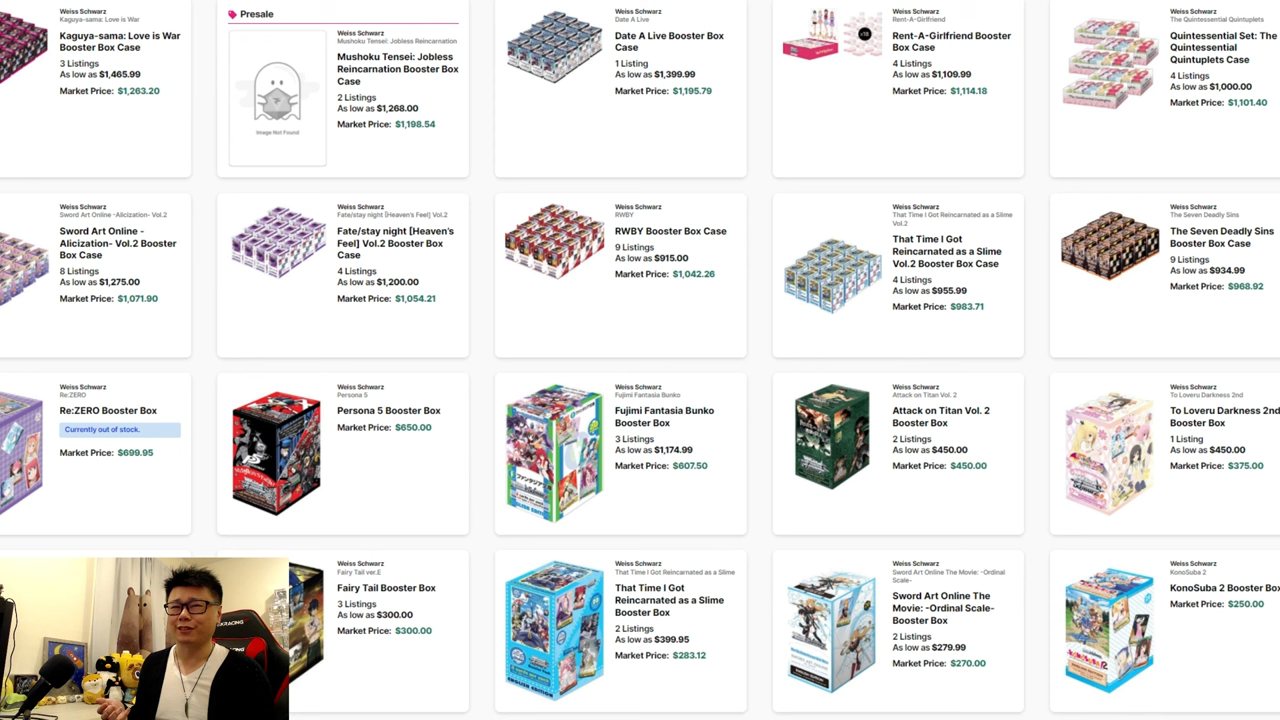 Weiss Schwarz
Kaguya-sama: Love is War
Kaguya-sama: Love is War
Booster Box Case
3 Listings
As low as $1,465.99
Market Price: $1,263.20
Presale
Image Not Found
Weiss Schwarz
Mushoku Tensei: Jobless Reincarnation
Mushoku Tensei: Jobless
Reincarnation Booster Box
Case
2 Listings
As low as $1,268.00
Market Price: $1,198.54
Weiss Schwarz
Date A Live
Date A Live Booster Box
Case
1 Listing
As low as $1,399.99
Market Price: $1,195.79
x18
Weiss Schwarz
Rent-A-Girlfriend
Rent-A-Girlfriend Booster
Box Case
4 Listings
As low as $1,109.99
Market Price: $1,114.18
Weiss Schwarz
The Quintessential Quintuplets
Quintessential Set: The
Quintessential
Quintuplets Case
4 Listings
As low as $1,000.00
Market Price: $1,101.40
Weiss Schwarz
Sword Art Online -Alicization- Vol.2
Sword Art Online -
Alicization- Vol.2 Booster
Box Case
8 Listings
As low as $1,275.00
Market Price: $1,071.90
Weiss Schwarz
Fate/stay night [Heaven's Feel] Vol.2
Fate/stay night [Heaven's
Feel] Vol.2 Booster Box
Case
4 Listings
As low as $1,200.00
Market Price: $1,054.21
Weiss Schwarz
RWBY
RWBY Booster Box Case
9 Listings
As low as $915.00
Market Price: $1,042.26
Weiss Schwarz
That Time I Got Reincarnated as a Slime
Vol.2
That Time I Got
Reincarnated as a Slime
Vol.2 Booster Box Case
4 Listings
As low as $955.99
Market Price: $983.71
Weiss Schwarz
The Seven Deadly Sins
The Seven Deadly Sins
Booster Box Case
9 Listings
As low as $934.99
Market Price: $968.92
Weiss Schwarz
Re:ZERO
Re:ZERO Booster Box
Currently out of stock.
Market Price: $699.95
Weiss Schwarz
Persona 5
Persona 5 Booster Box
Market Price: $650.00
Weiss Schwarz
Fujimi Fantasia Bunko
Fujimi Fantasia Bunko
Booster Box
3 Listings
As low as $1,174.99
Market Price: $607.50
Weiss Schwarz
Attack on Titan Vol. 2
Attack on Titan Vol. 2
Booster Box
2 Listings
As low as $450.00
Market Price: $450.00
Weiss Schwarz
To Loveru Darkness 2nd
To Loveru Darkness 2nd
Booster Box
1 Listing
As low as $450.00
Market Price: $375.00
Weiss Schwarz
Fairy Tail ver.E
Fairy Tail Booster Box
3 Listings
As low as $300.00
Market Price: $300.00
Weiss Schwarz
That Time I Got Reincarnated as a Slime
That Time I Got
Reincarnated as a Slime
Booster Box
2 Listings
As low as $399.95
Market Price: $283.12
ENGLISH EDITION
Weiss Schwarz
Sword Art Online The Movie: -Ordinal
Scale-
Sword Art Online The
Movie: -Ordinal Scale-
Booster Box
2 Listings
As low as $279.99
Market Price: $270.00
Weiss Schwarz
KonoSuba 2
KonoSuba 2 Booster Box
Market Price: $250.00